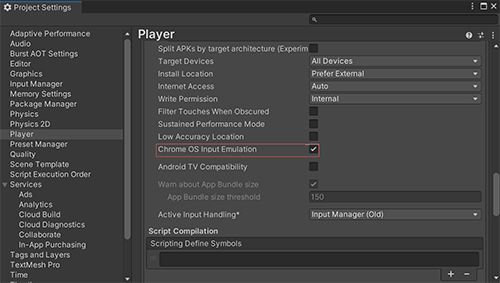 Project Settings
Adaptive Performance
Audio
Burst AOT Settings
Editor
Graphics
Input Manager
Memory Settings
Package Manager
Physics
Physics 2D
Player
Preset Manager
Quality
Scene Template
Script Execution Order
Services
Ads
Analytics
Cloud Build
Cloud Diagnostics
Collaborate
In-App Purchasing
Tags and Layers
TextMesh Pro
Time
Player
Split APKs by target architecture (Experim
Target Devices All Devices
Install Location Prefer External
Internet Access Auto
Write Permission Internal
Filter Touches When Obscured
Sustained Performance Mode
Low Accuracy Location
Chrome OS Input Emulation
Android TV Compatibility
Warn about App Bundle size
App Bundle size threshold 150
Active Input Handling* Input Manager (Old)
Script Compilation
Scripting Define Symbols